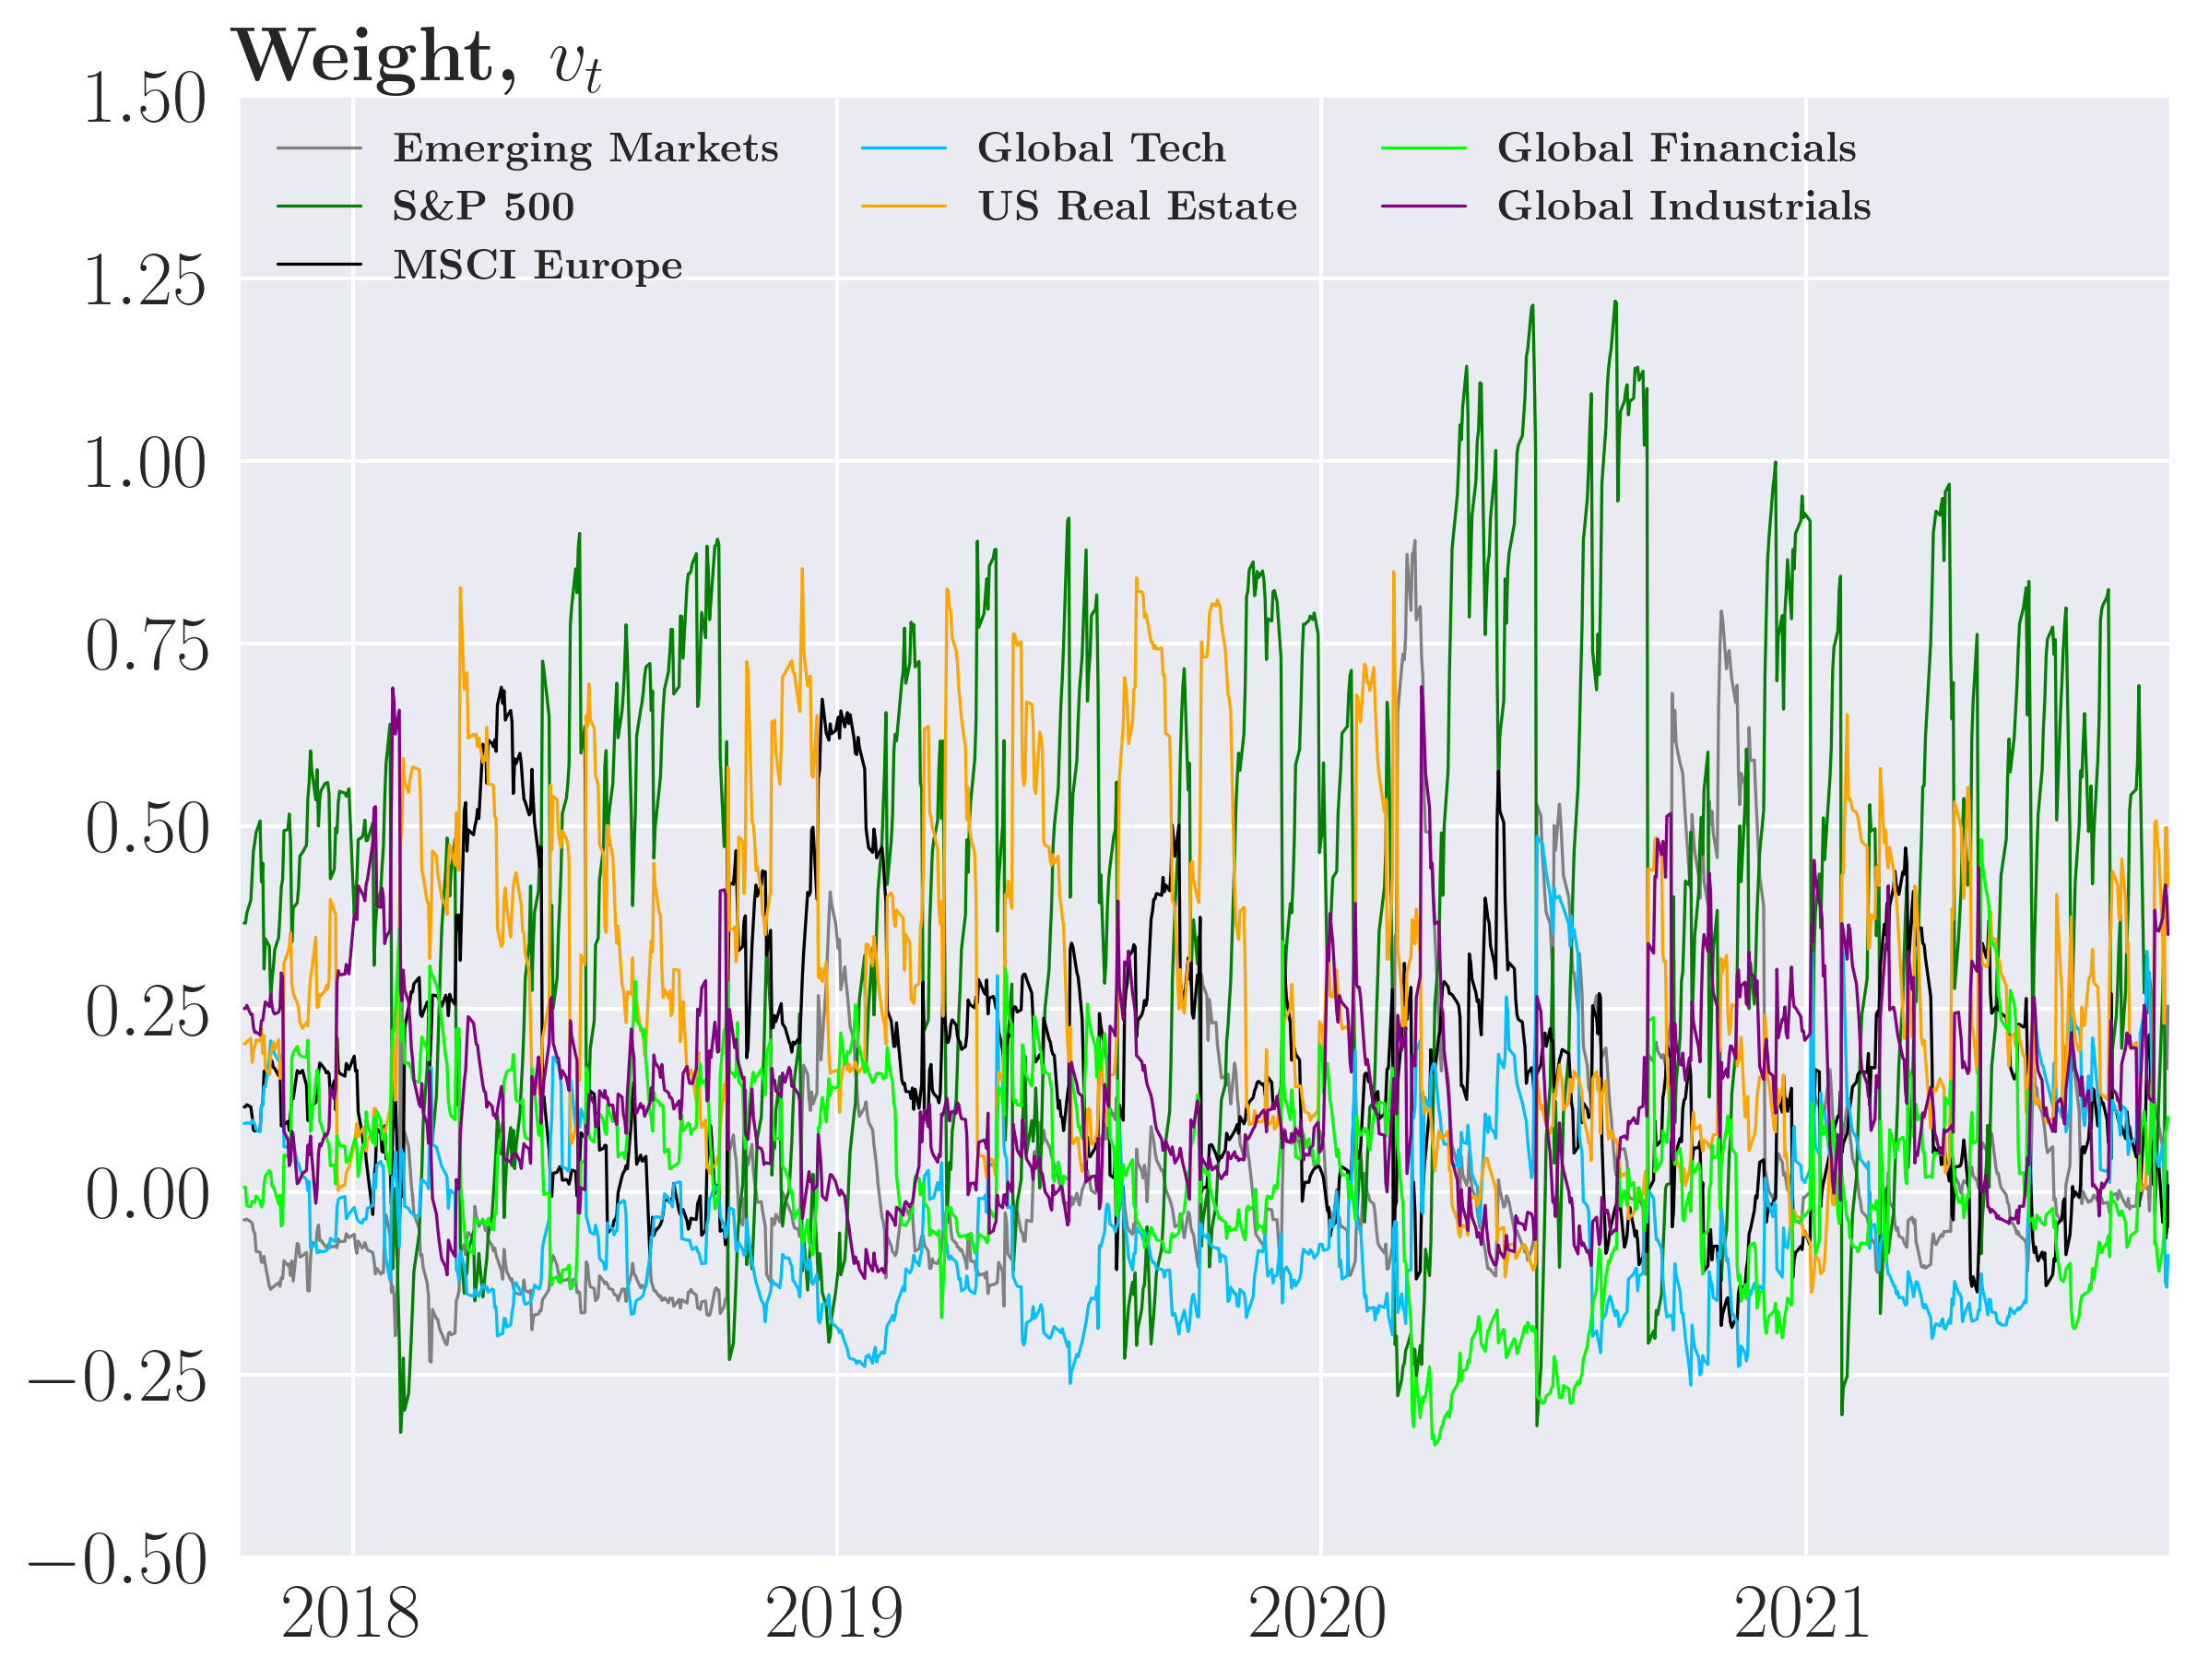 Weight, vₜ
1.50
Emerging Markets
S&P 500
MSCI Europe
Global Tech
US Real Estate
Global Financials
Global Industrials
1.25
1.00
0.75
0.50
0.25
0.00
−0.25
−0.50
2018 2019 2020 2021